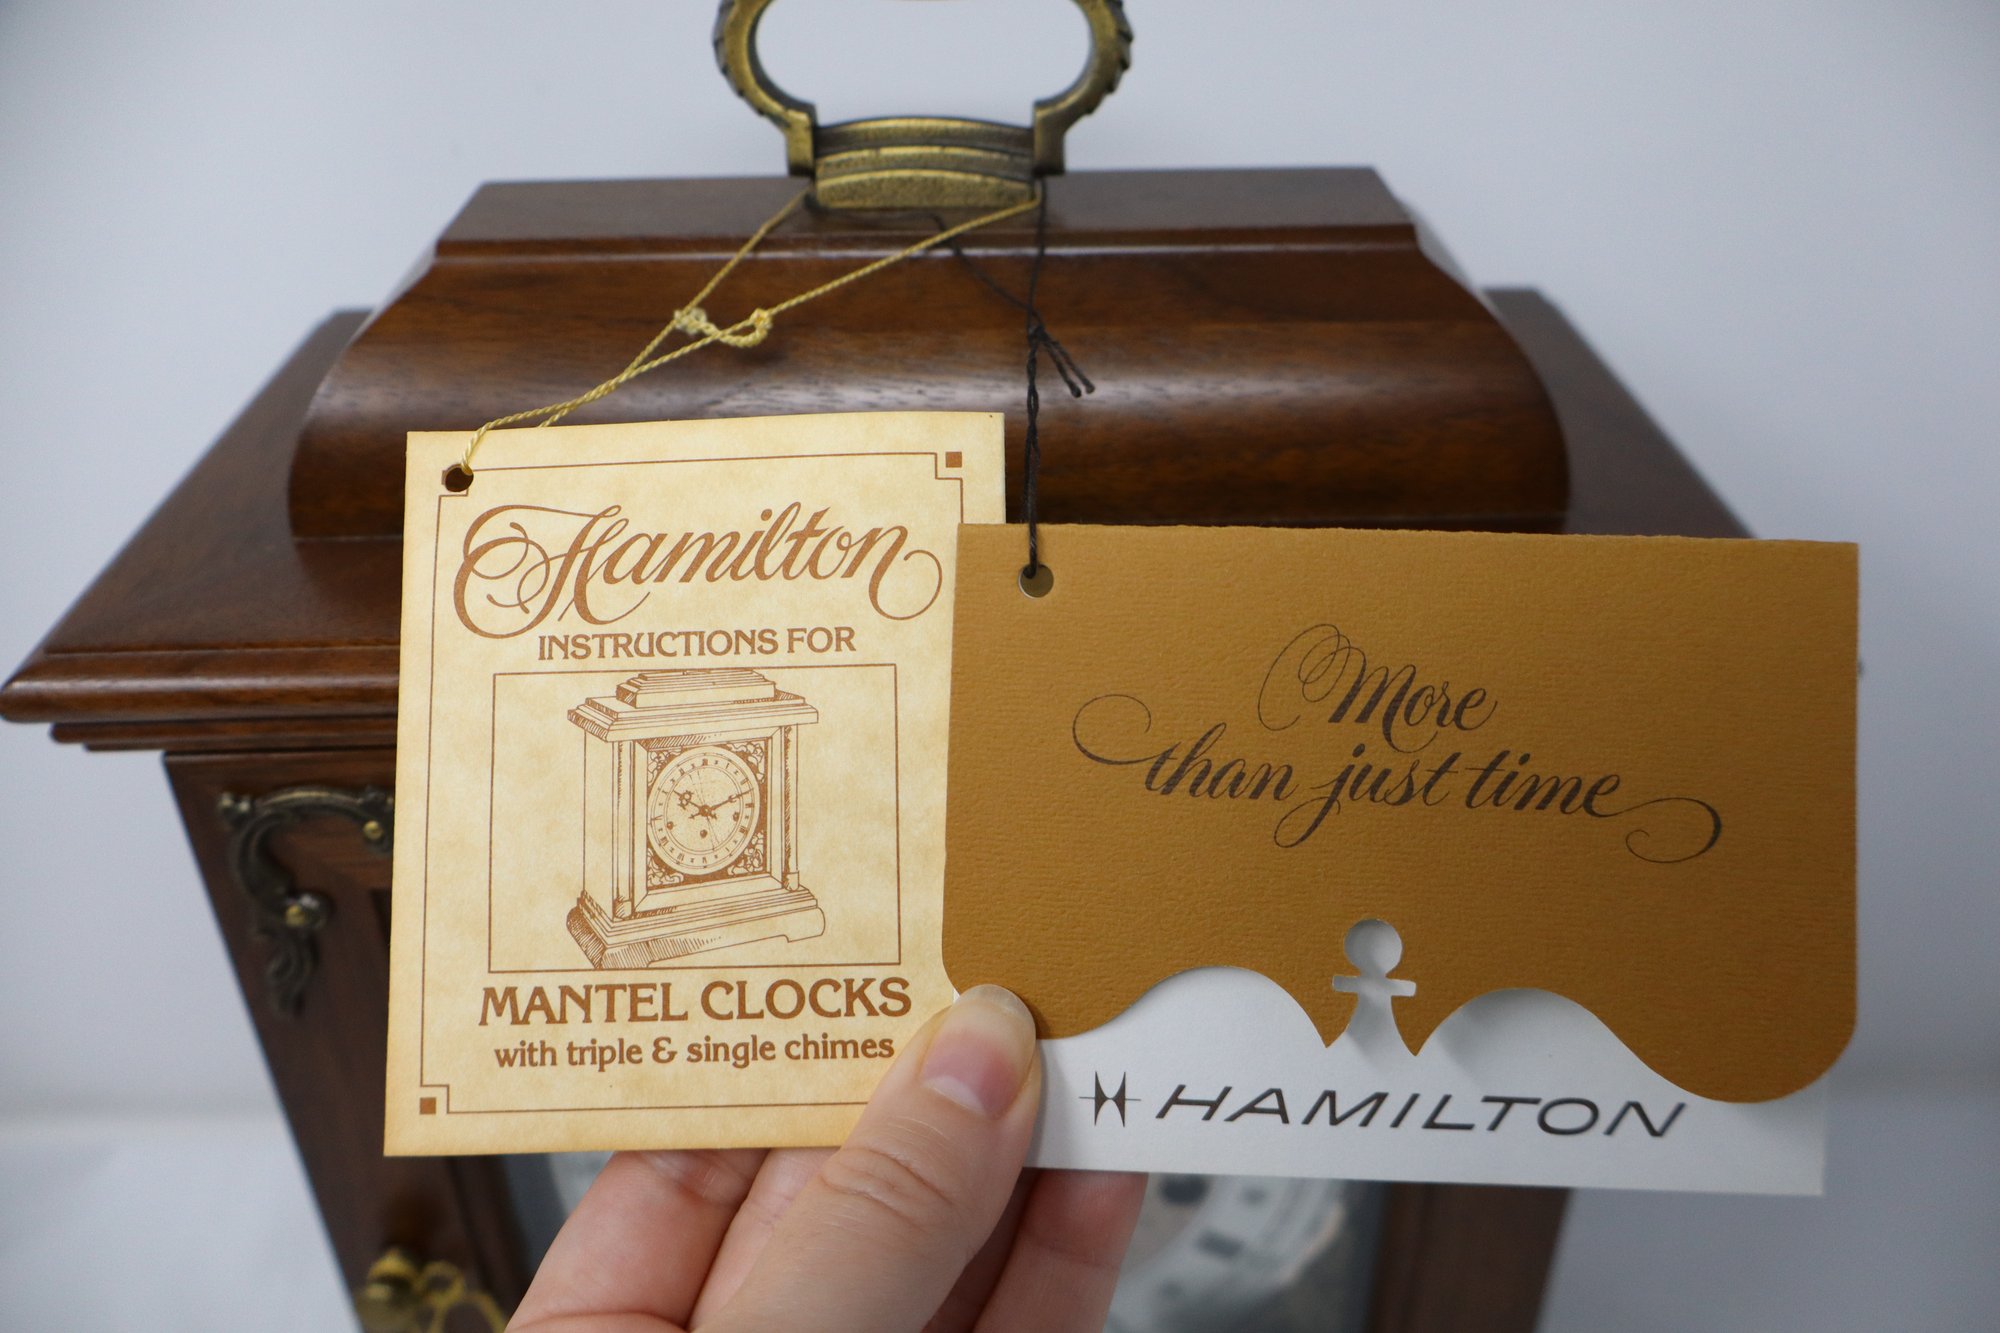 Hamilton
INSTRUCTIONS FOR
MANTEL CLOCKS
with triple & single chimes
More
than just time
HAMILTON